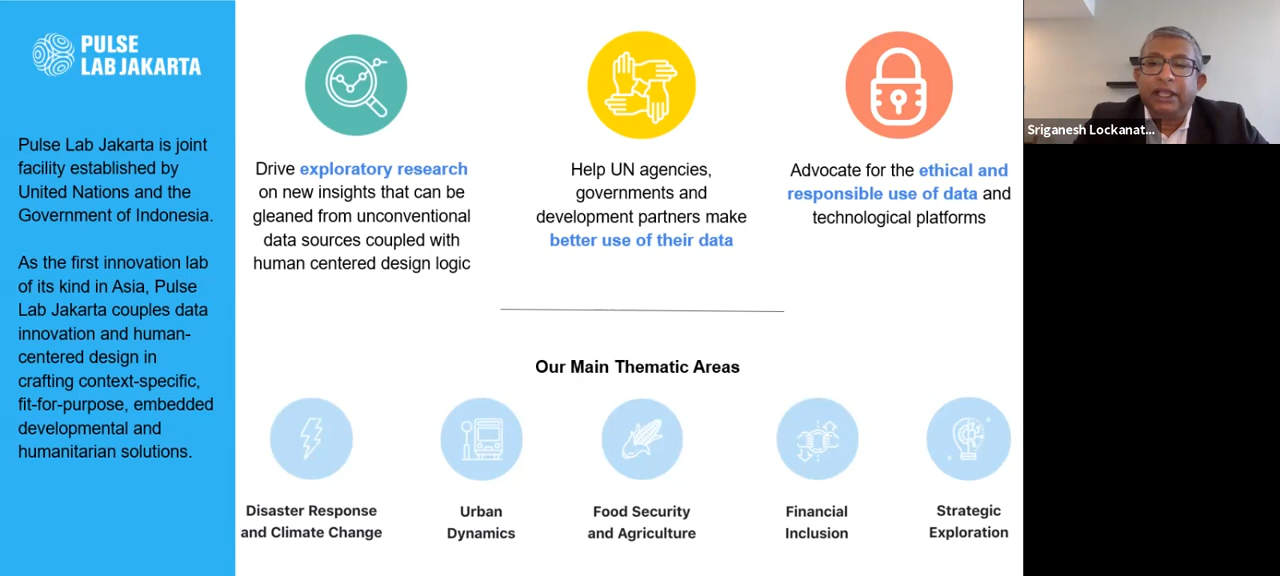 PULSE
LAB JAKARTA
Pulse Lab Jakarta is joint
facility established by
United Nations and the
Government of Indonesia.
As the first innovation lab
of its kind in Asia, Pulse
Lab Jakarta couples data
innovation and human-
centered design in
crafting context-specific,
fit-for-purpose, embedded
developmental and
humanitarian solutions.
Drive exploratory research
on new insights that can be
gleaned from unconventional
data sources coupled with
human centered design logic
Help UN agencies,
governments and
development partners make
better use of their data
Advocate for the ethical and
responsible use of data and
technological platforms
Our Main Thematic Areas
Disaster Response
and Climate Change
Urban
Dynamics
Food Security
and Agriculture
Financial
Inclusion
Strategic
Exploration
Sriganesh Lockanat...